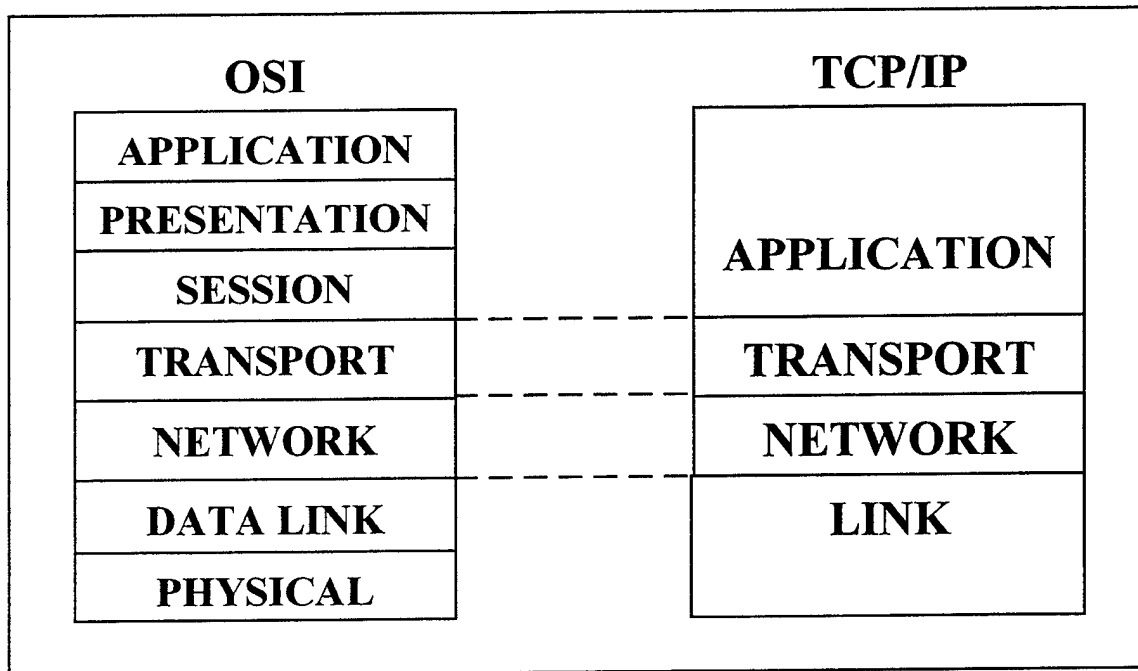 OSI
APPLICATION
PRESENTATION
SESSION
TRANSPORT
NETWORK
DATA LINK
PHYSICAL
TCP/IP
APPLICATION
TRANSPORT
NETWORK
LINK